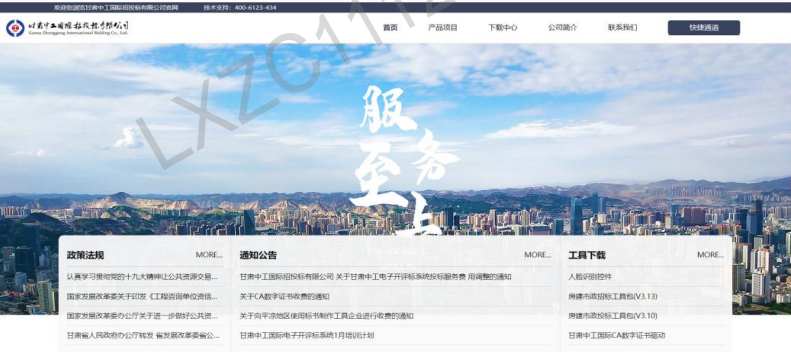 欢迎您浏览甘肃中工国际招投标有限公司官网 技术支持：400-6123-434
甘肃中工国际招投标有限公司
Gansu Zhonggong International Bidding Co., Ltd.
首页 产品项目 下载中心 公司简介 联系我们 快捷通道
LXZC1112
服务
至上
政策法规 MORE...
认真学习贯彻党的十九大精神让公共资源交易...
国家发展改革委关于印发《工程咨询单位资信...
国家发展改革委办公厅关于进一步做好公共资...
甘肃省人民政府办公厅转发 省发展改革委省公...
通知公告 MORE...
甘肃中工国际招投标有限公司 关于甘肃中工电子开评标系统投标服务费 用调整的通知
关于CA数字证书收费的通知
关于向平凉地区使用标书制作工具企业进行收费的通知
甘肃中工国际电子开评标系统1月培训计划
工具下载 MORE...
人脸识别控件
房建市政招标工具包(V3.13)
房建市政投标工具包(V3.10)
甘肃中工国际CA数字证书驱动